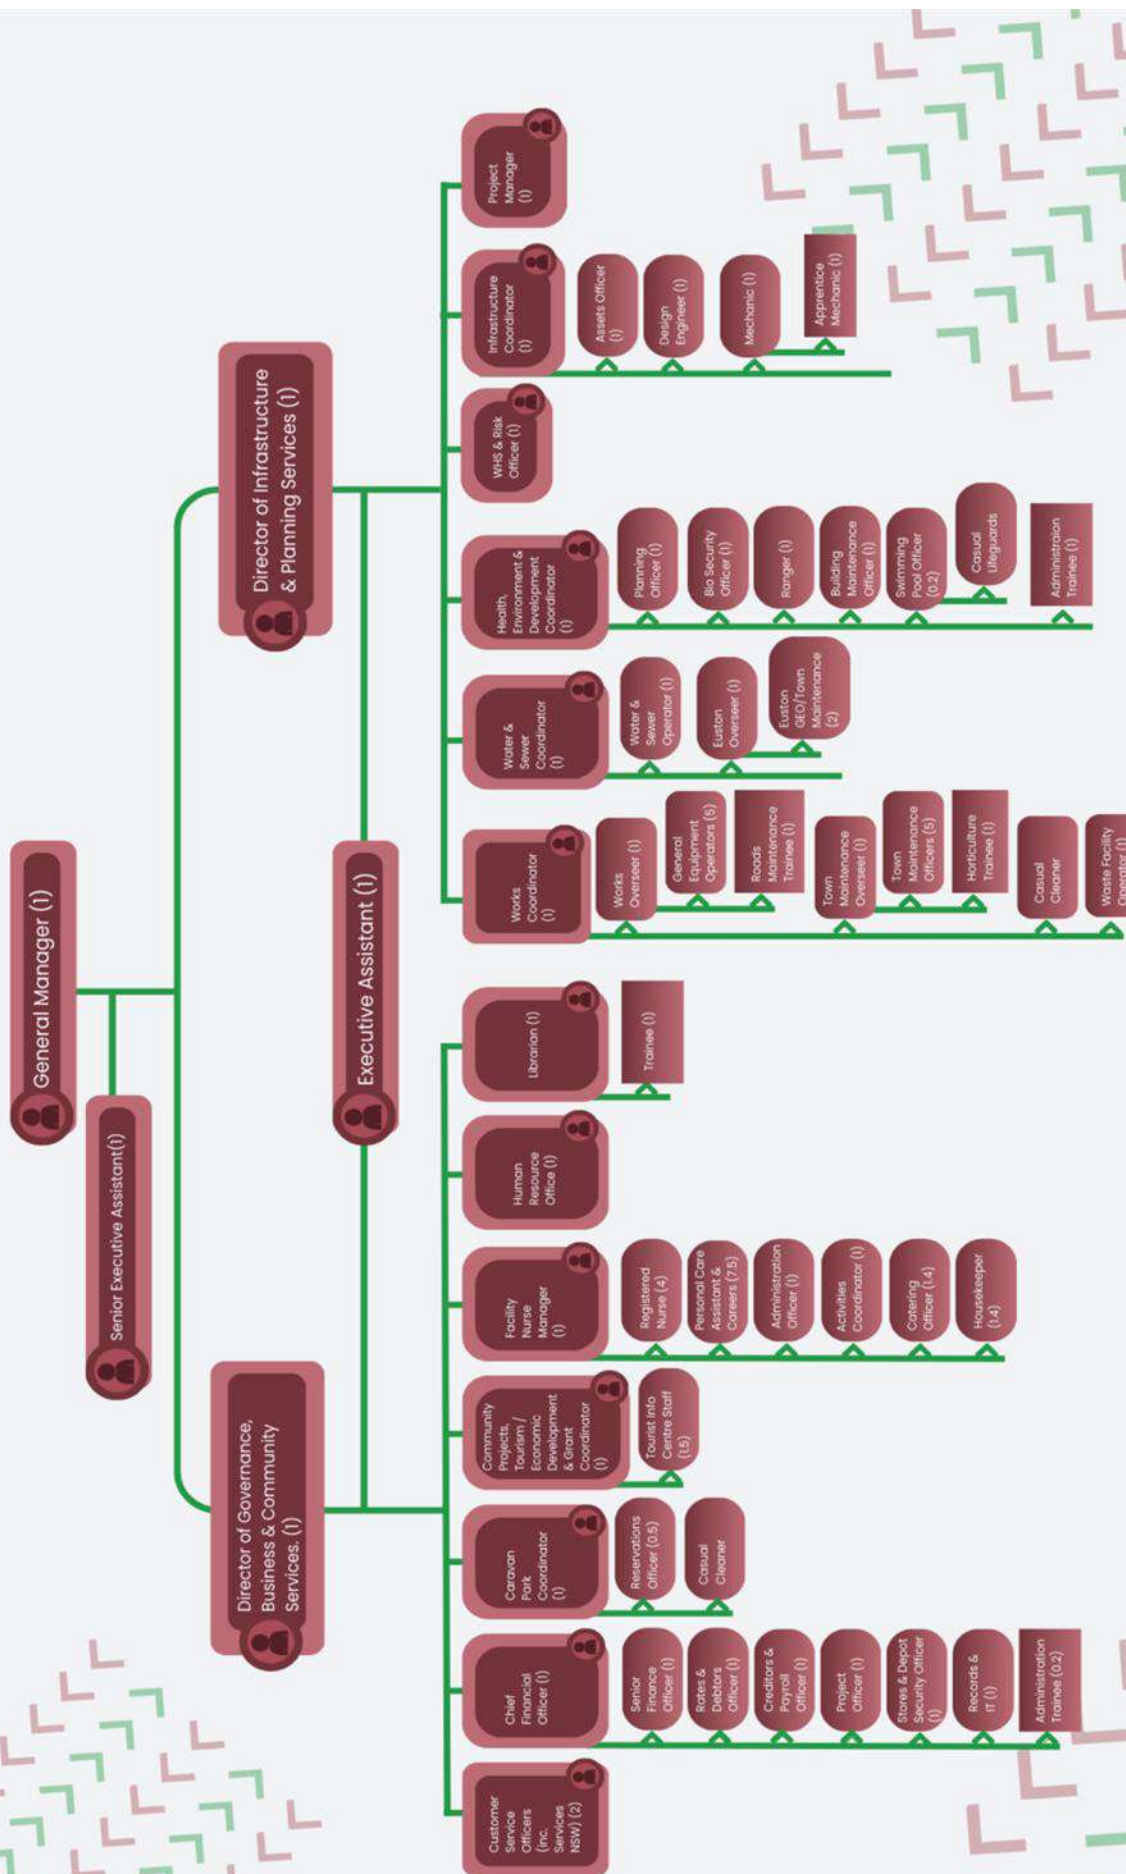 General Manager (1)
Senior Executive Assistant(1)
Director of Governance,
Business & Community
Services. (1)
Director of Infrastructure
& Planning Services (1)
Executive Assistant (1)
Customer
Service
Officers
(inc.
Services
NSW) (2)
Chief
Financial
Officer (1)
Senior
Finance
Officer (1)
Rates &
Debtors
Officer (1)
Creditors &
Payroll
Officer (1)
Project
Officer (1)
Stores & Depot
Security Officer
(1)
Records &
IT (1)
Administration
Trainee (0.2)
Caravan
Park
Coordinator
(1)
Reservations
Officer (0.5)
Casual
Cleaner
Community
Projects,
Tourism /
Economic
Development
& Grant
Coordinator
(1)
Tourist Info
Centre Staff
(1.5)
Facility
Nurse
Manager
(1)
Registered
Nurse (4)
Personal Care
Assistant &
Careers (7.5)
Administration
Officer (1)
Activities
Coordinator (1)
Catering
Officer (1.4)
Housekeeper
(1.4)
Human
Resource
Office (1)
Librarian (1)
Trainee (1)
Works
Coordinator
(1)
Works
Overseer (1)
General
Equipment
Operators (6)
Roads
Maintenance
Trainee (1)
Town
Maintenance
Overseer (1)
Town
Maintenance
Officers (5)
Horticulture
Trainee (1)
Casual
Cleaner
Waste Facility
Operator (1)
Water &
Sewer
Coordinator
(1)
Water &
Sewer
Operator (1)
Euston
Overseer (1)
Euston
GEO/Town
Maintenance
(2)
Health,
Environment &
Development
Coordinator
(1)
Planning
Officer (1)
Bio Security
Officer (1)
Ranger (1)
Building
Maintenance
Officer (1)
Swimming
Pool Officer
(0.2)
Casual
Lifeguards
Administraion
Trainee (1)
WHS & Risk
Officer (1)
Infrastructure
Coordinator
(1)
Assets Officer
(1)
Design
Engineer (1)
Mechanic (1)
Apprentice
Mechanic (1)
Project
Manager
(1)